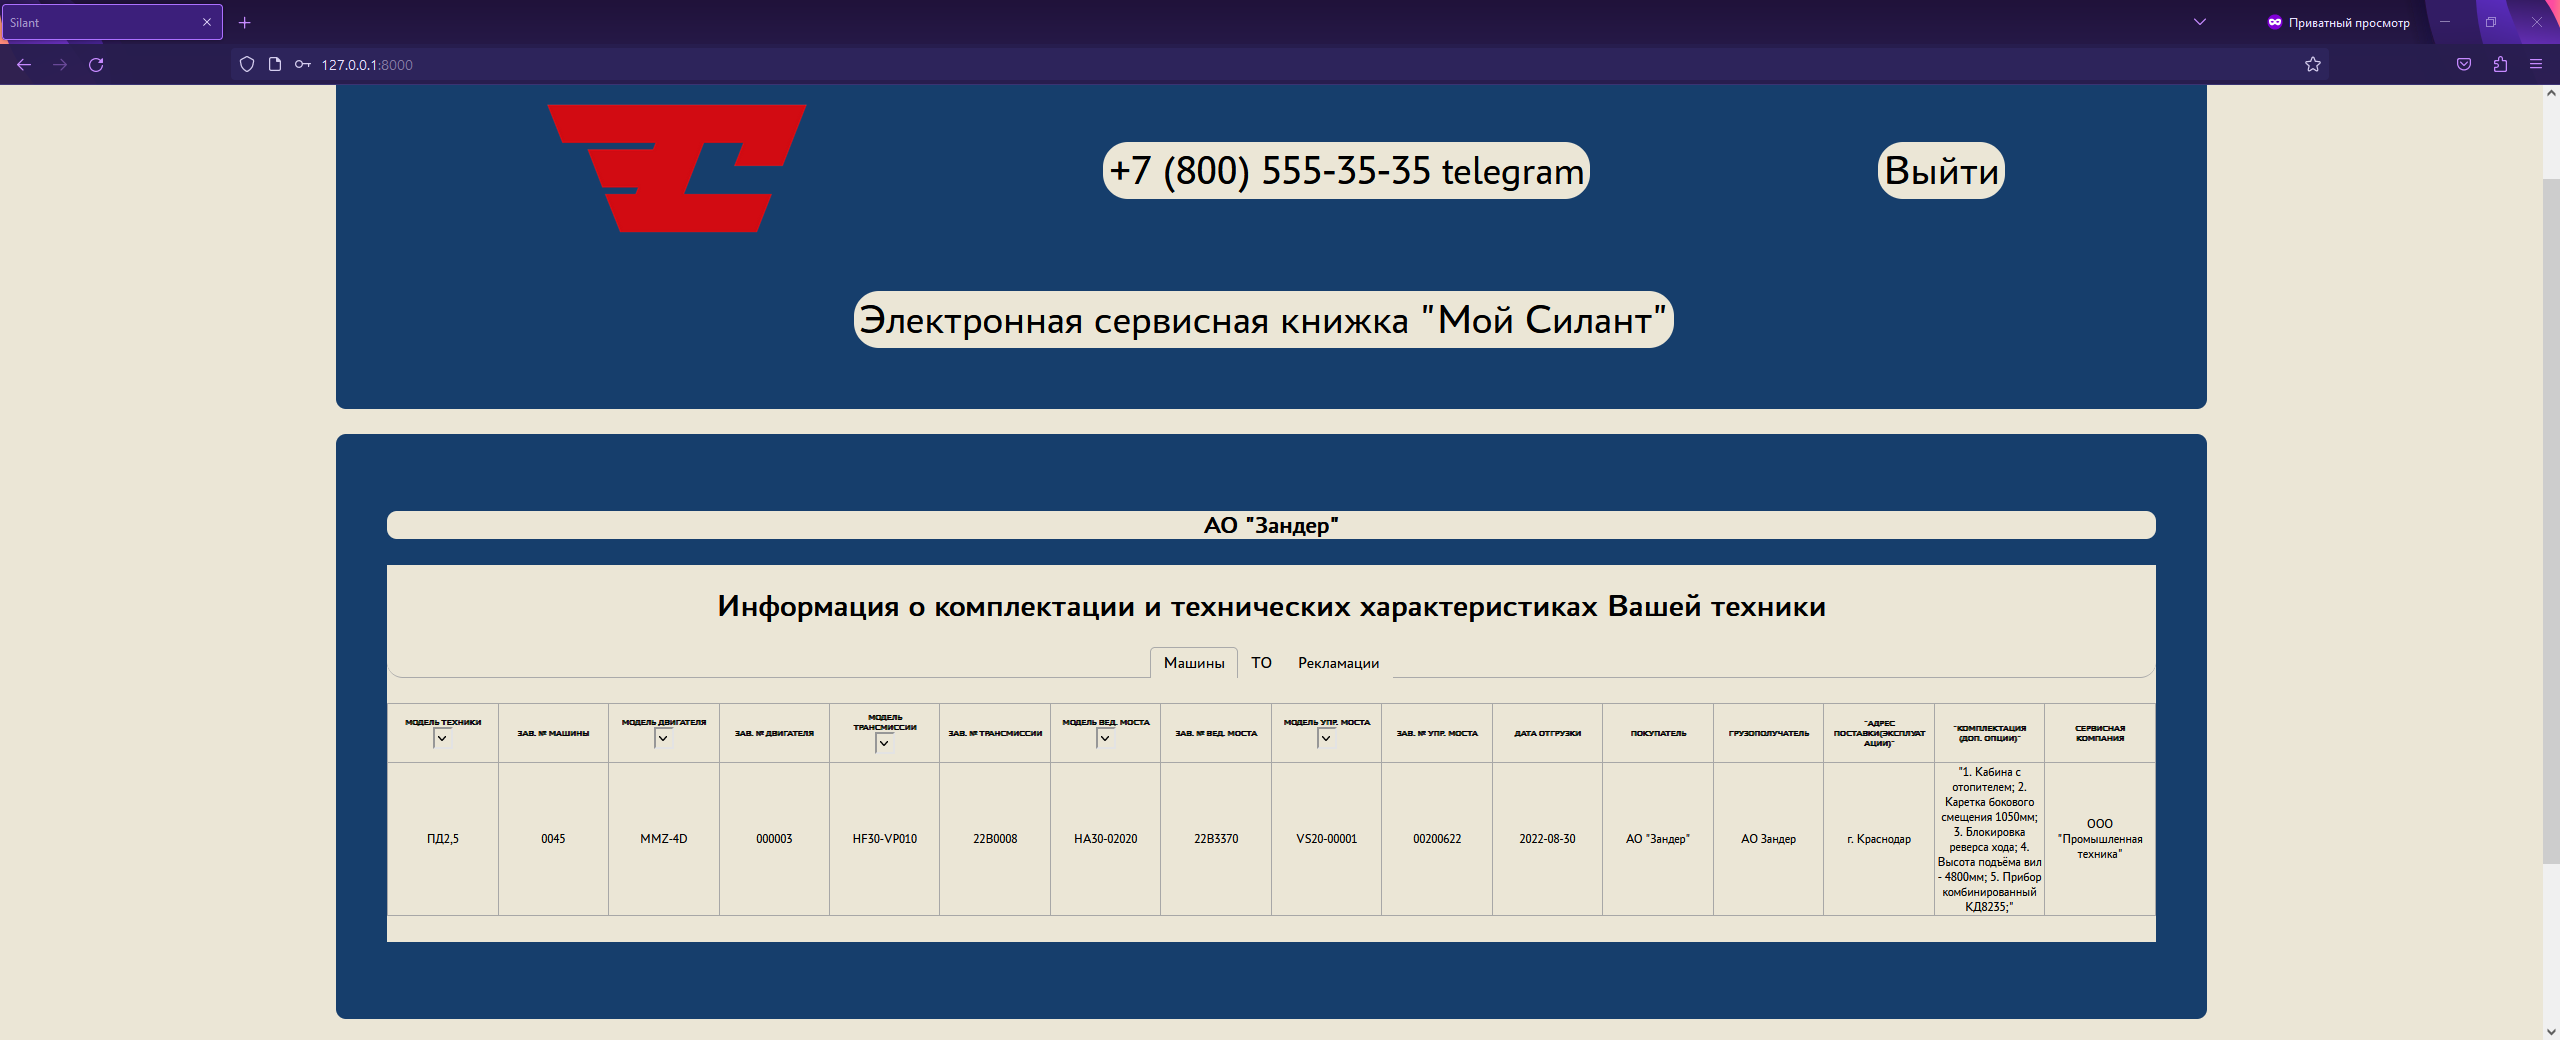 Silant
Приватный просмотр
127.0.0.1:8000
+7 (800) 555-35-35 telegram
Выйти
Электронная сервисная книжка "Мой Силант"
АО "Зандер"
Информация о комплектации и технических характеристиках Вашей техники
Машины ТО Рекламации
МОДЕЛЬ ТЕХНИКИ
ЗАВ. № МАШИНЫ
МОДЕЛЬ ДВИГАТЕЛЯ
ЗАВ. № ДВИГАТЕЛЯ
МОДЕЛЬ
ТРАНСМИССИИ
ЗАВ. № ТРАНСМИССИИ
МОДЕЛЬ ВЕД. МОСТА
ЗАВ. № ВЕД. МОСТА
МОДЕЛЬ УПР. МОСТА
ЗАВ. № УПР. МОСТА
ДАТА ОТГРУЗКИ
ПОКУПАТЕЛЬ
ГРУЗОПОЛУЧАТЕЛЬ
"АДРЕС
ПОСТАВКИ(ЭКСПЛУАТ
АЦИИ)"
"КОМПЛЕКТАЦИЯ
(ДОП. ОПЦИИ)"
СЕРВИСНАЯ
КОМПАНИЯ
ПД2,5
0045
MMZ-4D
000003
HF30-VP010
22В0008
НА30-02020
22В3370
VS20-00001
00200622
2022-08-30
АО "Зандер"
АО Зандер
г. Краснодар
"1. Кабина с
отопителем; 2.
Каретка бокового
смещения 1050мм;
3. Блокировка
реверса хода; 4.
Высота подъёма вил
- 4800мм; 5. Прибор
комбинированный
КД8235;"
ООО
"Промышленная
техника"